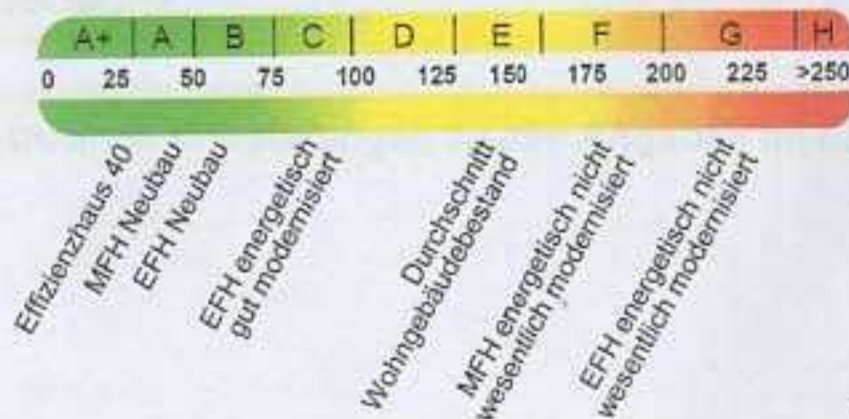 A+ A B C D E F G H
0 25 50 75 100 125 150 175 200 225 >250
Effizienzhaus 40
MFH Neubau
EFH Neubau
EFH energetisch
gut modernisiert
Durchschnitt
Wohngebäudebestand
MFH energetisch nicht
wesentlich modernisiert
EFH energetisch nicht
wesentlich modernisiert